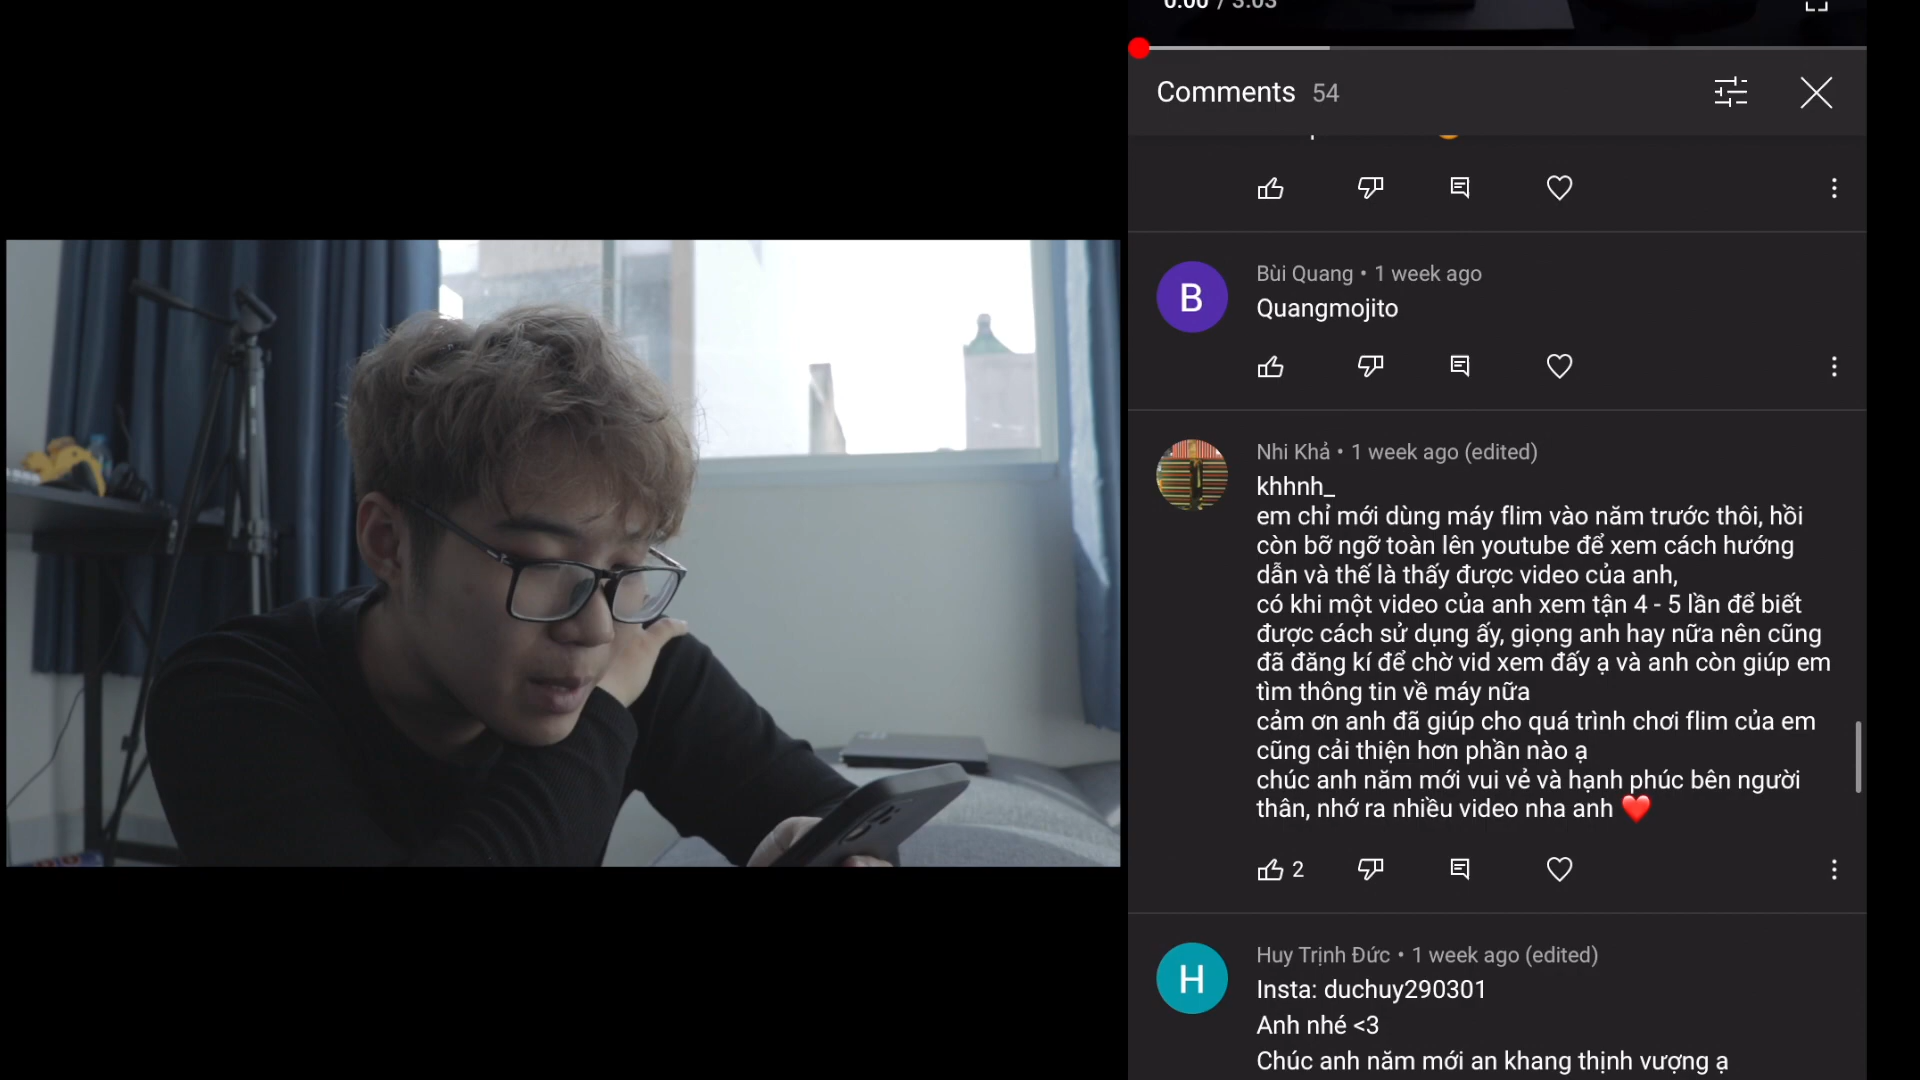 0:00 / 3:03
Comments 54
Bùi Quang • 1 week ago
Quangmojito
B
Nhi Khả • 1 week ago (edited)
khhnh_
em chỉ mới dùng máy flim vào năm trước thôi, hồi
còn bỡ ngỡ toàn lên youtube để xem cách hướng
dẫn và thế là thấy được video của anh,
có khi một video của anh xem tận 4 - 5 lần để biết
được cách sử dụng ấy, giọng anh hay nữa nên cũng
đã đăng kí để chờ vid xem đấy ạ và anh còn giúp em
tìm thông tin về máy nữa
cảm ơn anh đã giúp cho quá trình chơi flim của em
cũng cải thiện hơn phần nào ạ
chúc anh năm mới vui vẻ và hạnh phúc bên người
thân, nhớ ra nhiều video nha anh ❤️
2
Huy Trịnh Đức • 1 week ago (edited)
H
Insta: duchuy290301
Anh nhé <3
Chúc anh năm mới an khang thịnh vượng ạ